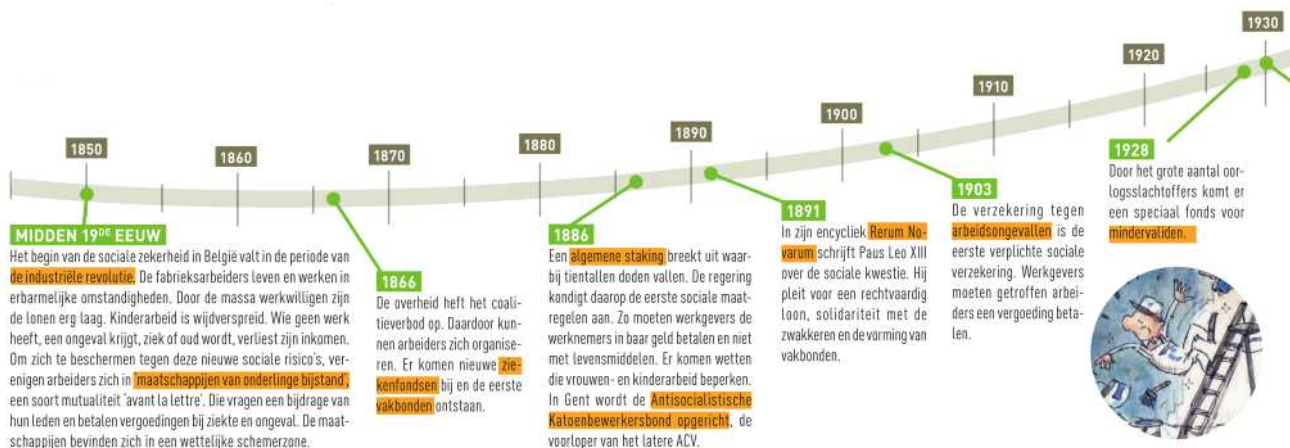 1850
1860
1870
1880
1890
1900
1910
1920
1930
MIDDEN 19DE EEUW
Het begin van de sociale zekerheid in België valt in de periode van
de industriële revolutie. De fabrieksarbeiders leven en werken in
erbarmelijke omstandigheden. Door de massa werkwilligen zijn
de lonen erg laag. Kinderarbeid is wijdverspreid. Wie geen werk
heeft, een ongeval krijgt, ziek of oud wordt, verliest zijn inkomen.
Om zich te beschermen tegen deze nieuwe sociale risico's, ver-
enigen arbeiders zich in 'maatschappijen van onderlinge bijstand',
een soort mutualiteit 'avant la lettre'. Die vragen een bijdrage van
hun leden en betalen vergoedingen bij ziekte en ongeval. De maat-
schappijen bevinden zich in een wettelijke schemerzone.
1866
De overheid heft het coali-
tieverbod op. Daardoor kun-
nen arbeiders zich organise-
ren. Er komen nieuwe zie-
kenfondsen bij en de eerste
vakbonden ontstaan.
1886
Een algemene staking breekt uit waar-
bij tientallen doden vallen. De regering
kondigt daarop de eerste sociale maat-
regelen aan. Zo moeten werkgevers de
werknemers in baar geld betalen en niet
met levensmiddelen. Er komen wetten
die vrouwen- en kinderarbeid beperken.
In Gent wordt de Antisocialistische
Katoenbewerkersbond opgericht, de
voorloper van het latere ACV.
1891
In zijn encycliek Rerum No-
varum schrijft Paus Leo XIII
over de sociale kwestie. Hij
pleit voor een rechtvaardig
loon, solidariteit met de
zwakkeren en de vorming van
vakbonden.
1903
De verzekering tegen
arbeidsongevallen is de
eerste verplichte sociale
verzekering. Werkgevers
moeten getroffen arbei-
ders een vergoeding beta-
len.
1928
Door het grote aantal oor-
logsslachtoffers komt er
een speciaal fonds voor
mindervaliden.